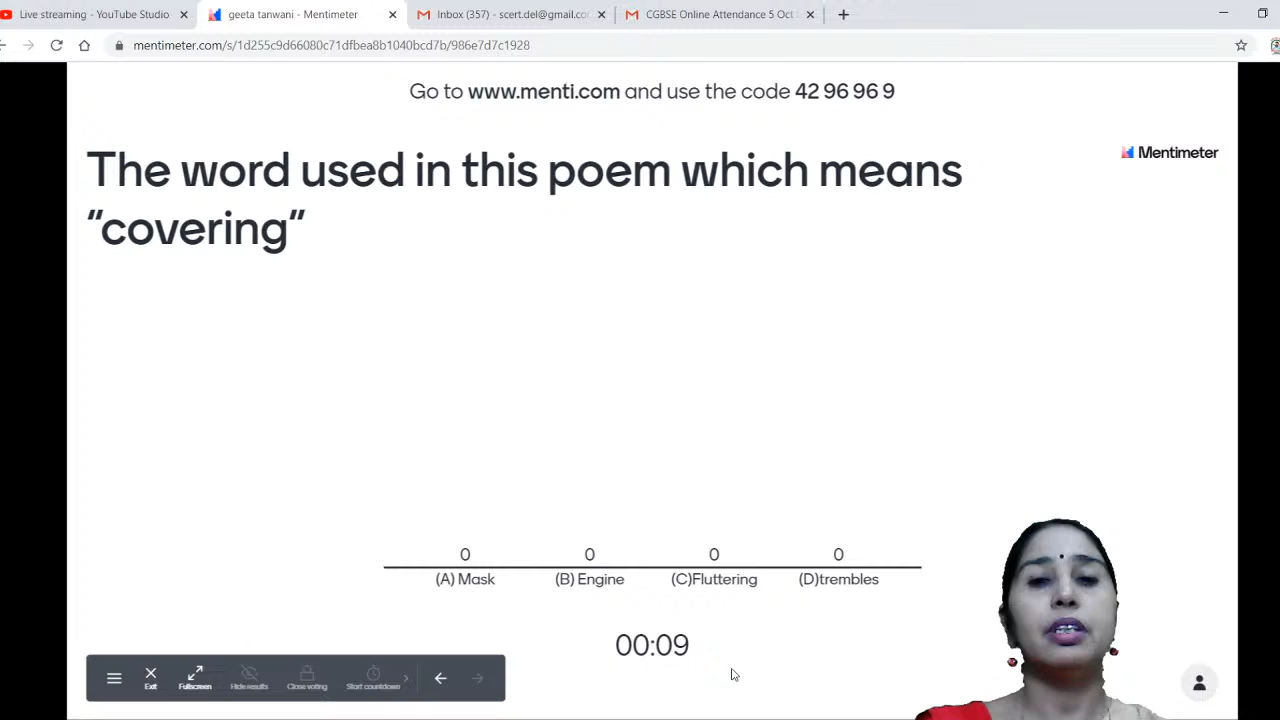 Live streaming - YouTube Studio
geeta tanwani - Mentimeter
Inbox (357) - scert.del@gmail.co
CGBSE Online Attendance 5 Oct
mentimeter.com/s/1d255c9d66080c71dfbea8b1040bcd7b/986e7d7c1928
Go to www.menti.com and use the code 42 96 96 9
Mentimeter
The word used in this poem which means
"covering"
0 0 0 0
(A) Mask (B) Engine (C)Fluttering (D)trembles
00:09
Exit Fullscreen Hide results Close voting Start countdown